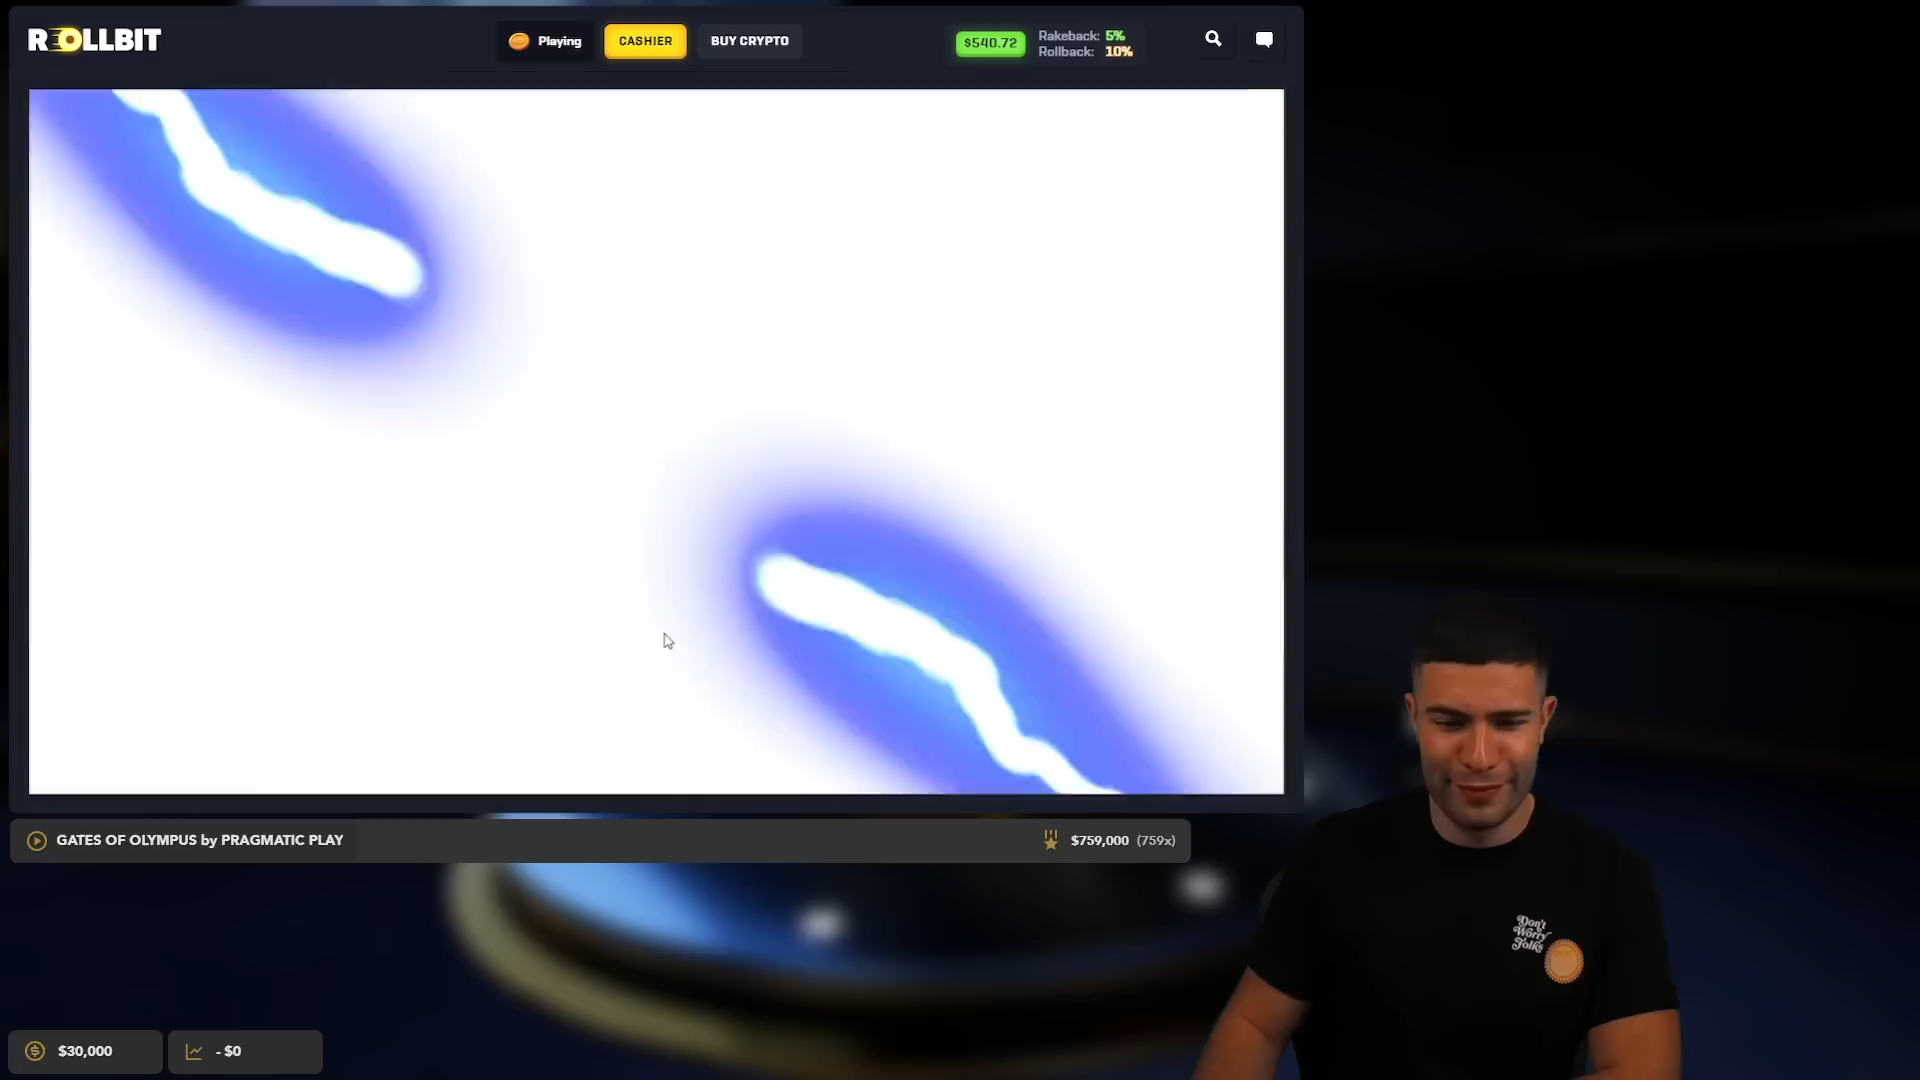 ROLLBIT
Playing
CASHIER
BUY CRYPTO
$540.72
Rakeback: 5%
Rollback: 10%
GATES OF OLYMPUS by PRAGMATIC PLAY
$759,000 (759x)
$30,000
- $0
Don't
Worry
Folks